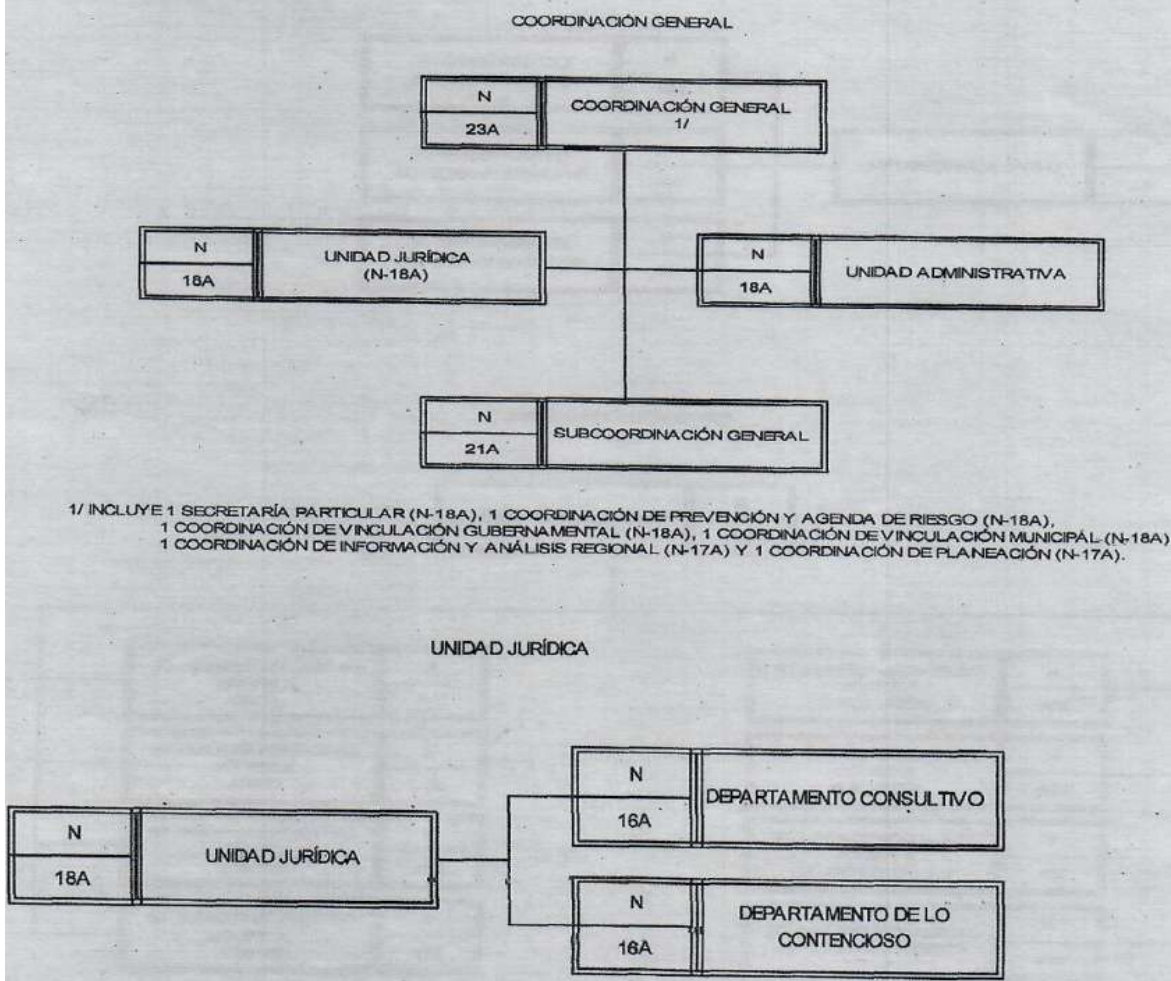 COORDINACIÓN GENERAL
N
23A
COORDINACIÓN GENERAL
1/
N
18A
UNIDAD JURÍDICA
(N-18A)
N
18A
UNIDAD ADMINISTRATIVA
N
21A
SUBCOORDINACIÓN GENERAL
1/ INCLUYE 1 SECRETARÍA PARTICULAR (N-18A), 1 COORDINACIÓN DE PREVENCIÓN Y AGENDA DE RIESGO (N-18A),
1 COORDINACIÓN DE VINCULACIÓN GUBERNAMENTAL (N-18A), 1 COORDINACIÓN DE VINCULACIÓN MUNICIPÁL (N-18A)
1 COORDINACIÓN DE INFORMACIÓN Y ANÁLISIS REGIONAL (N-17A) Y 1 COORDINACIÓN DE PLANEACIÓN (N-17A).
UNIDAD JURÍDICA
N
18A
UNIDAD JURÍDICA
N
16A
DEPARTAMENTO CONSULTIVO
N
16A
DEPARTAMENTO DE LO
CONTENCIOSO